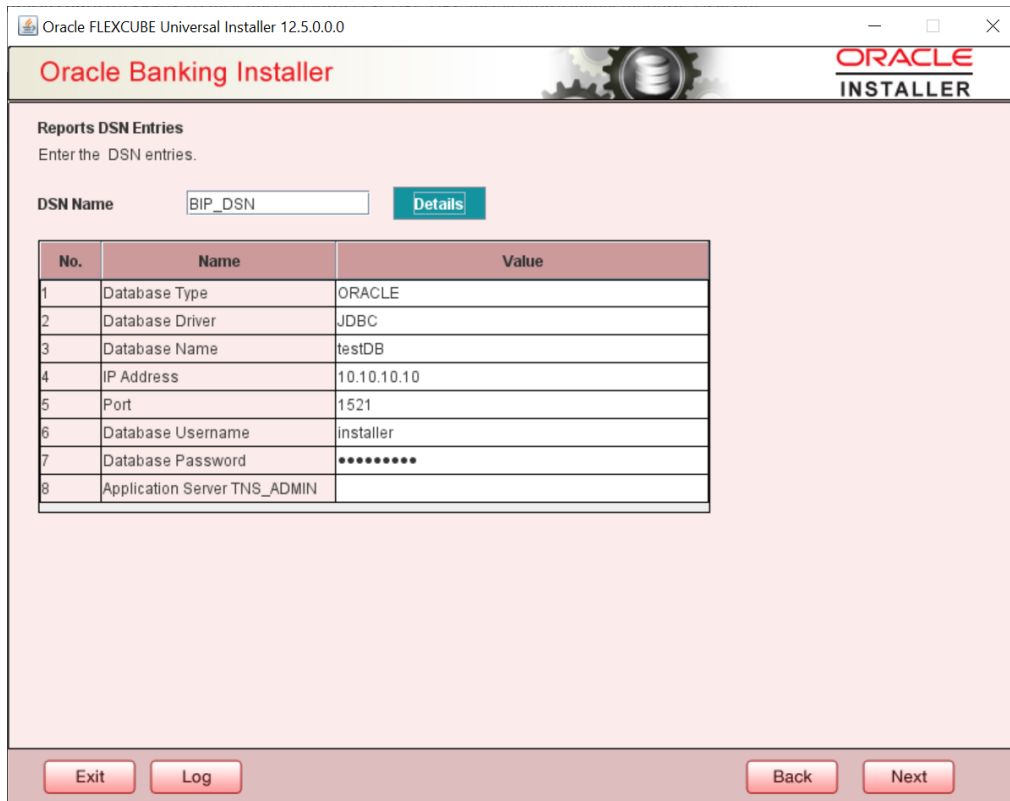 Oracle FLEXCUBE Universal Installer 12.5.0.0.0
Oracle Banking Installer
ORACLE
INSTALLER
Reports DSN Entries
Enter the DSN entries.
DSN Name BIP_DSN Details
No. Name Value
1 Database Type ORACLE
2 Database Driver JDBC
3 Database Name testDB
4 IP Address 10.10.10.10
5 Port 1521
6 Database Username installer
7 Database Password •••••••••
8 Application Server TNS_ADMIN
Exit Log Back Next